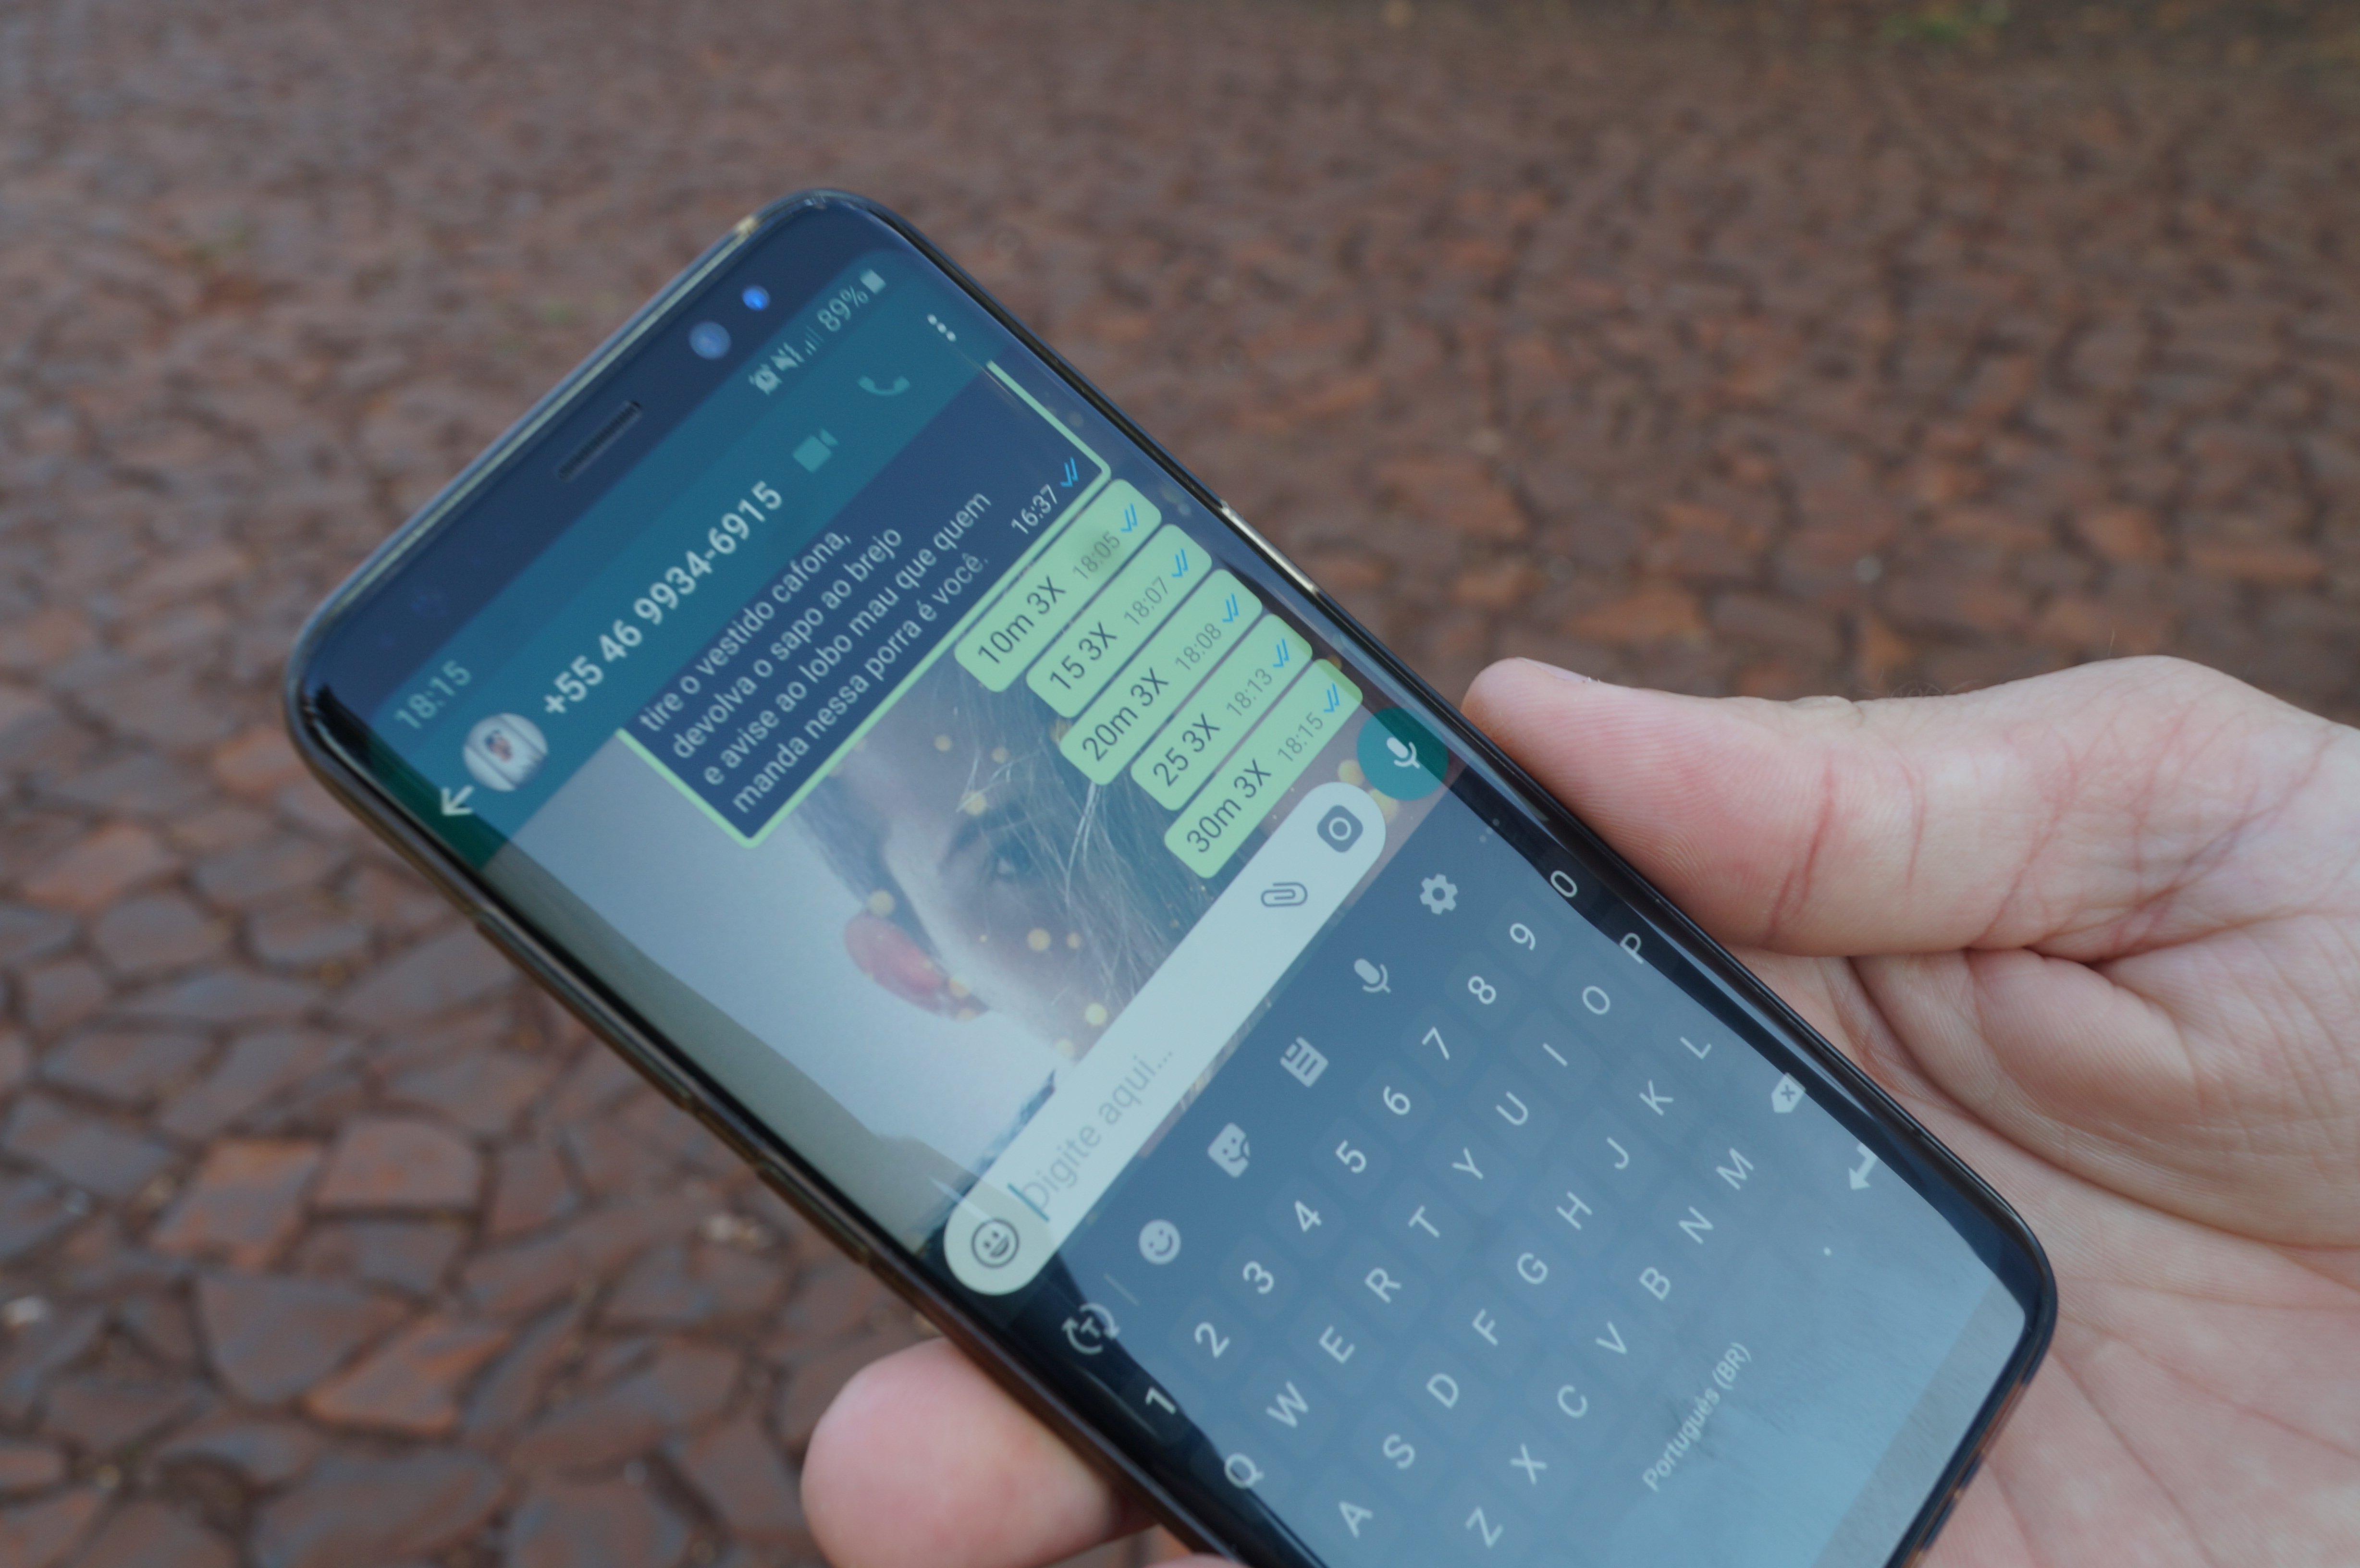 18:15 89%
+55 46 9934-6915
tire o vestido cafona,
devolva o sapo ao brejo
e avise ao lobo mau que quem
manda nessa porra é você.
16:37
10m 3X 18:05
15 3X 18:07
20m 3X 18:08
25 3X 18:13
30m 3X 18:15
Digite aqui...
T
1 2 3 4 5 6 7 8 9 0
Q W E R T Y U I O P
A S D F G H J K L
Z X C V B N M
Português (BR) .